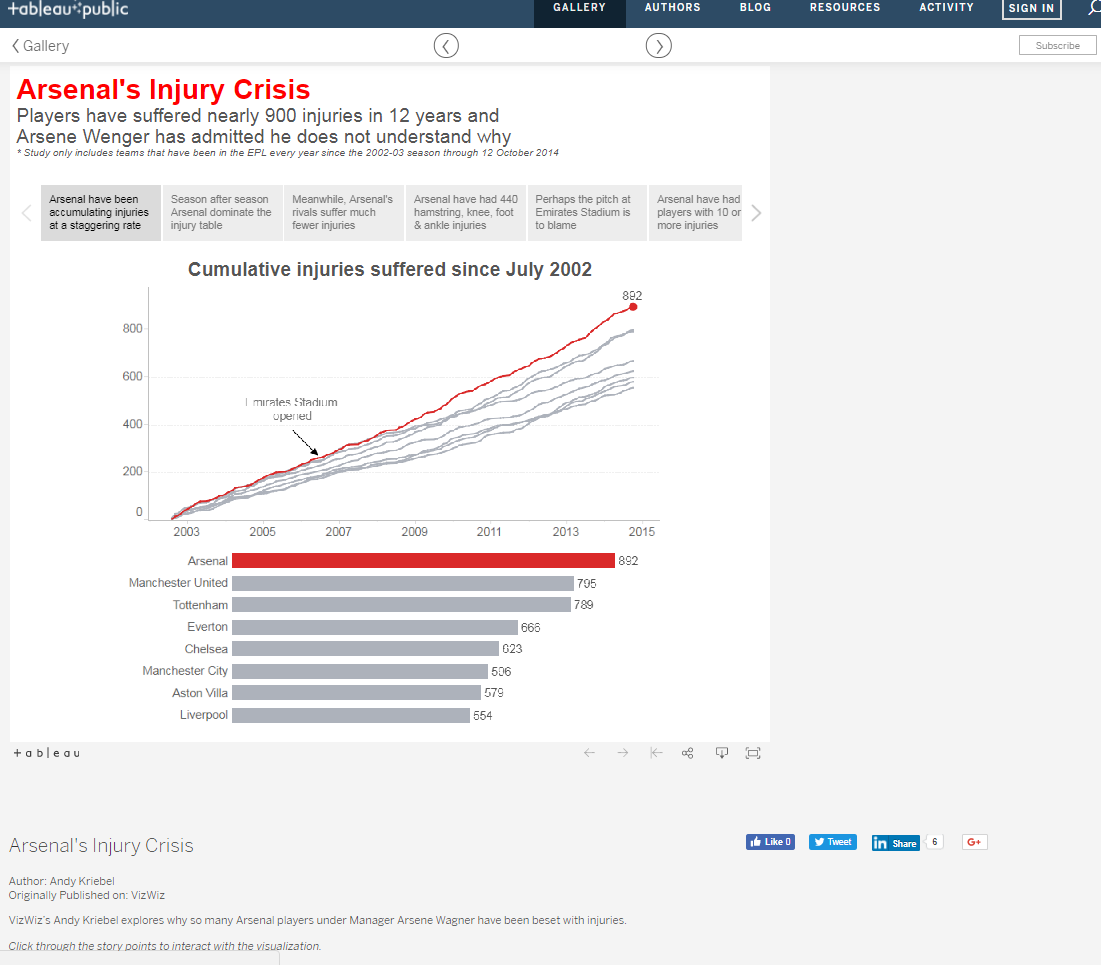 +ableau public
GALLERY AUTHORS BLOG RESOURCES ACTIVITY SIGN IN
Gallery
Subscribe
Arsenal's Injury Crisis
Players have suffered nearly 900 injuries in 12 years and
Arsene Wenger has admitted he does not understand why
* Study only includes teams that have been in the EPL every year since the 2002-03 season through 12 October 2014
Arsenal have been
accumulating injuries
at a staggering rate
Season after season
Arsenal dominate the
injury table
Meanwhile, Arsenal's
rivals suffer much
fewer injuries
Arsenal have had 440
hamstring, knee, foot
& ankle injuries
Perhaps the pitch at
Emirates Stadium is
to blame
Arsenal have had
players with 10 or
more injuries
Cumulative injuries suffered since July 2002
892
800
600
400
200
0
Emirates Stadium
opened
2003 2005 2007 2009 2011 2013 2015
Arsenal 892
Manchester United 795
Tottenham 789
Everton 666
Chelsea 623
Manchester City 596
Aston Villa 579
Liverpool 554
+ableau
Arsenal's Injury Crisis
Like 0 Tweet in Share 6 G+
Author: Andy Kriebel
Originally Published on: VizWiz
VizWiz's Andy Kriebel explores why so many Arsenal players under Manager Arsene Wagner have been beset with injuries.
Click through the story points to interact with the visualization.